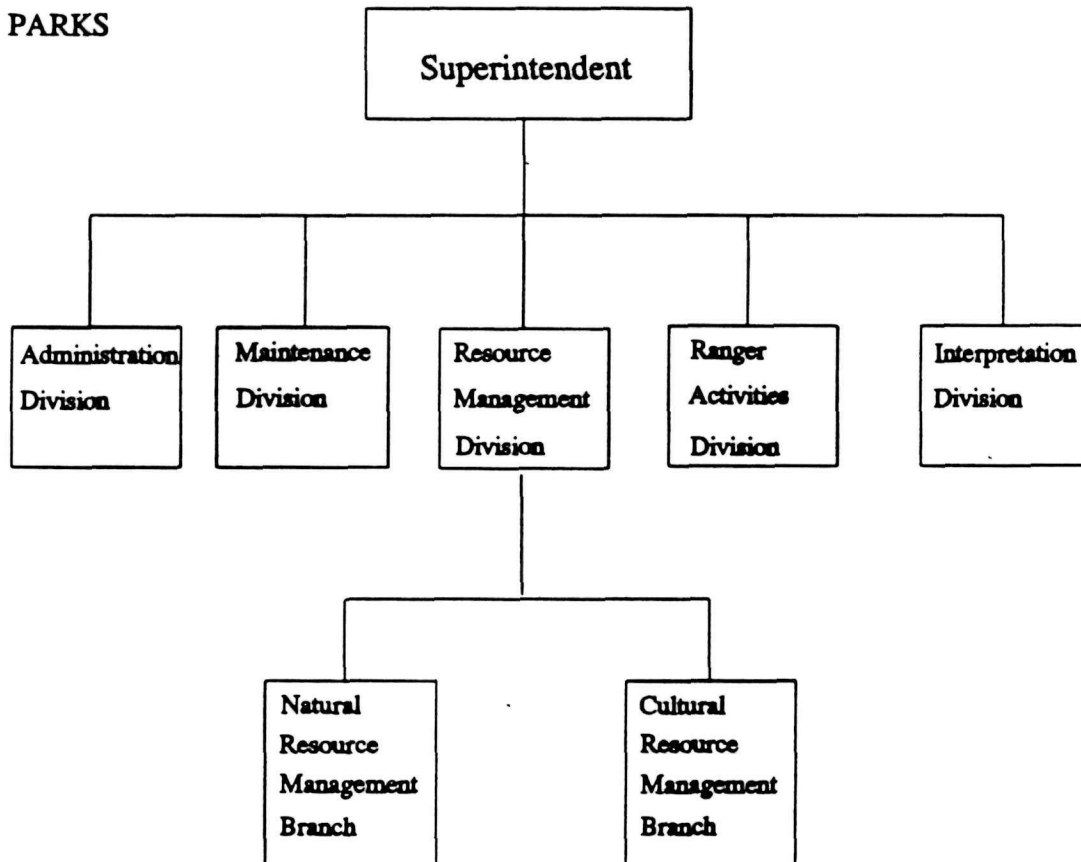 PARKS
Superintendent
Administration
Division
Maintenance
Division
Resource
Management
Division
Ranger
Activities
Division
Interpretation
Division
Natural
Resource
Management
Branch
Cultural
Resource
Management
Branch